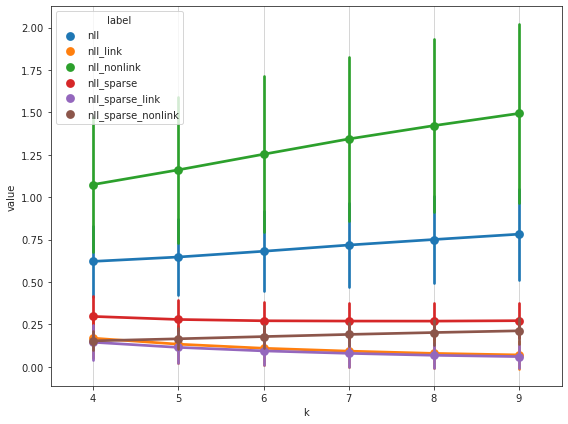 label
nll
nll_link
nll_nonlink
nll_sparse
nll_sparse_link
nll_sparse_nonlink
2.00
1.75
1.50
1.25
1.00
0.75
0.50
0.25
0.00
value
4 5 6 7 8 9
k